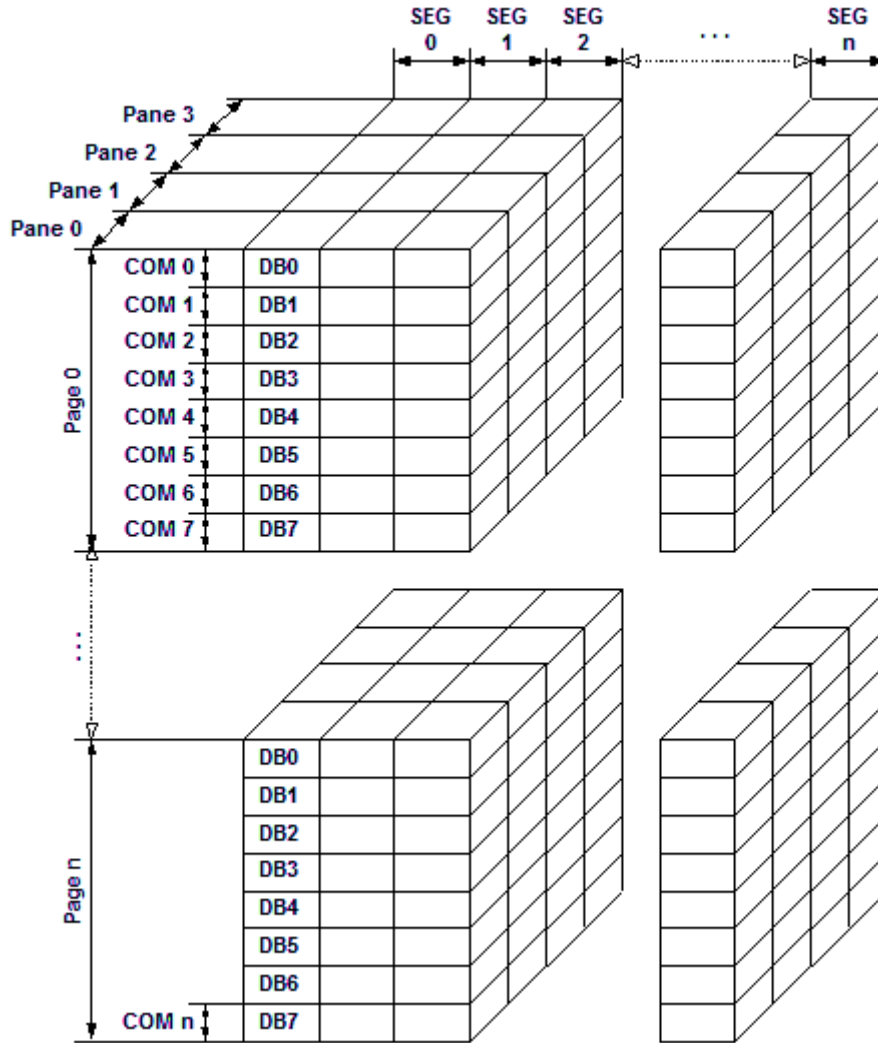 SEG 0
SEG 1
SEG 2
...
SEG n
Pane 3
Pane 2
Pane 1
Pane 0
Page 0
COM 0 DB0
COM 1 DB1
COM 2 DB2
COM 3 DB3
COM 4 DB4
COM 5 DB5
COM 6 DB6
COM 7 DB7
...
Page n
DB0
DB1
DB2
DB3
DB4
DB5
DB6
COM n DB7